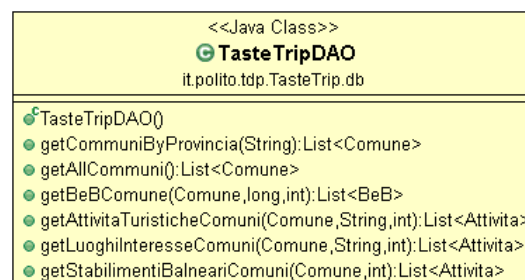 <<Java Class>>
TasteTripDAO
it.polito.tdp.TasteTrip.db
TasteTripDAO()
getCommuniByProvincia(String):List<Comune>
getAllCommuni():List<Comune>
getBeBComune(Comune,long,int):List<BeB>
getAttivitaTuristicheComuni(Comune,String,int):List<Attivita>
getLuoghiInteresseComuni(Comune,String,int):List<Attivita>
getStabilimentiBalneariComuni(Comune,int):List<Attivita>